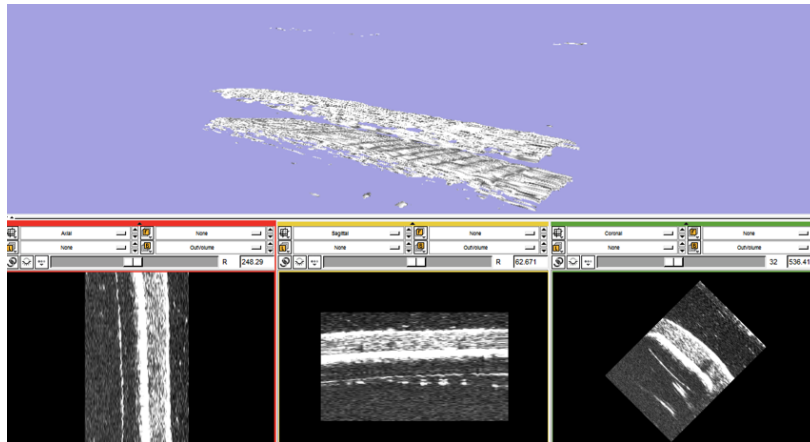 Axial
None
Sagittal
None
Coronal
None
None
OutVolume
None
OutVolume
None
OutVolume
R
248.29
R
62.671
32
536.41